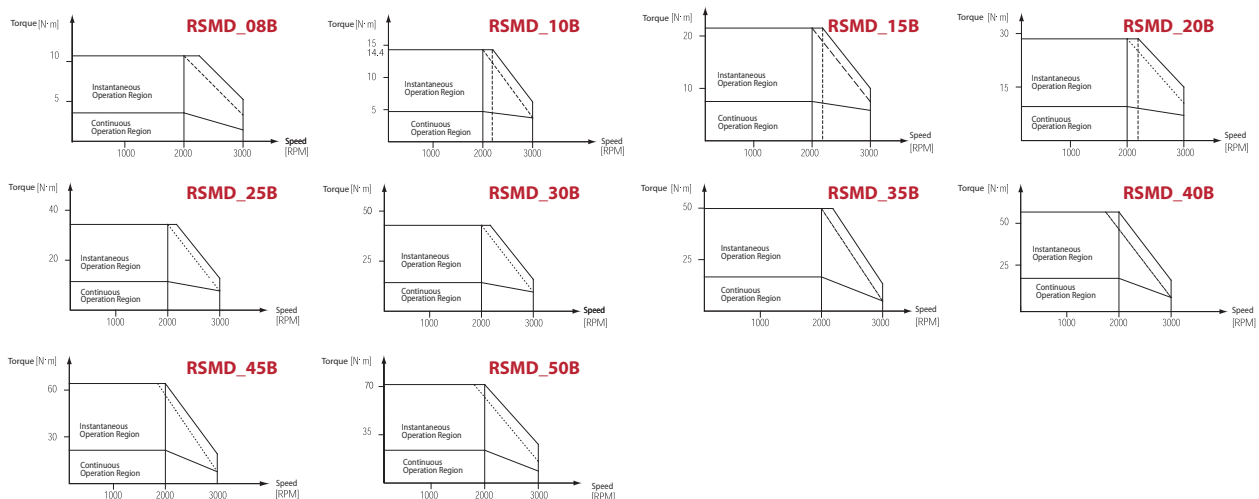 Torque [N·m]
RSMD_08B
10
5
Instantaneous
Operation Region
Continuous
Operation Region
1000
2000
3000
Speed
[RPM]
Torque [N·m]
RSMD_10B
15
14.4
10
5
Instantaneous
Operation Region
Continuous
Operation Region
1000
2000
3000
Speed
[RPM]
Torque [N·m]
RSMD_15B
20
10
Instantaneous
Operation Region
Continuous
Operation Region
1000
2000
3000
Speed
[RPM]
Torque [N·m]
RSMD_20B
30
15
Instantaneous
Operation Region
Continuous
Operation Region
1000
2000
3000
Speed
[RPM]
Torque [N·m]
RSMD_25B
40
20
Instantaneous
Operation Region
Continuous
Operation Region
1000
2000
3000
Speed
[RPM]
Torque [N·m]
RSMD_30B
50
25
Instantaneous
Operation Region
Continuous
Operation Region
1000
2000
3000
Speed
[RPM]
Torque [N·m]
RSMD_35B
50
25
Instantaneous
Operation Region
Continuous
Operation Region
1000
2000
3000
Speed
[RPM]
Torque [N·m]
RSMD_40B
50
25
Instantaneous
Operation Region
Continuous
Operation Region
1000
2000
3000
Speed
[RPM]
Torque [N·m]
RSMD_45B
60
30
Instantaneous
Operation Region
Continuous
Operation Region
1000
2000
3000
Speed
[RPM]
Torque [N·m]
RSMD_50B
70
35
Instantaneous
Operation Region
Continuous
Operation Region
1000
2000
3000
Speed
[RPM]